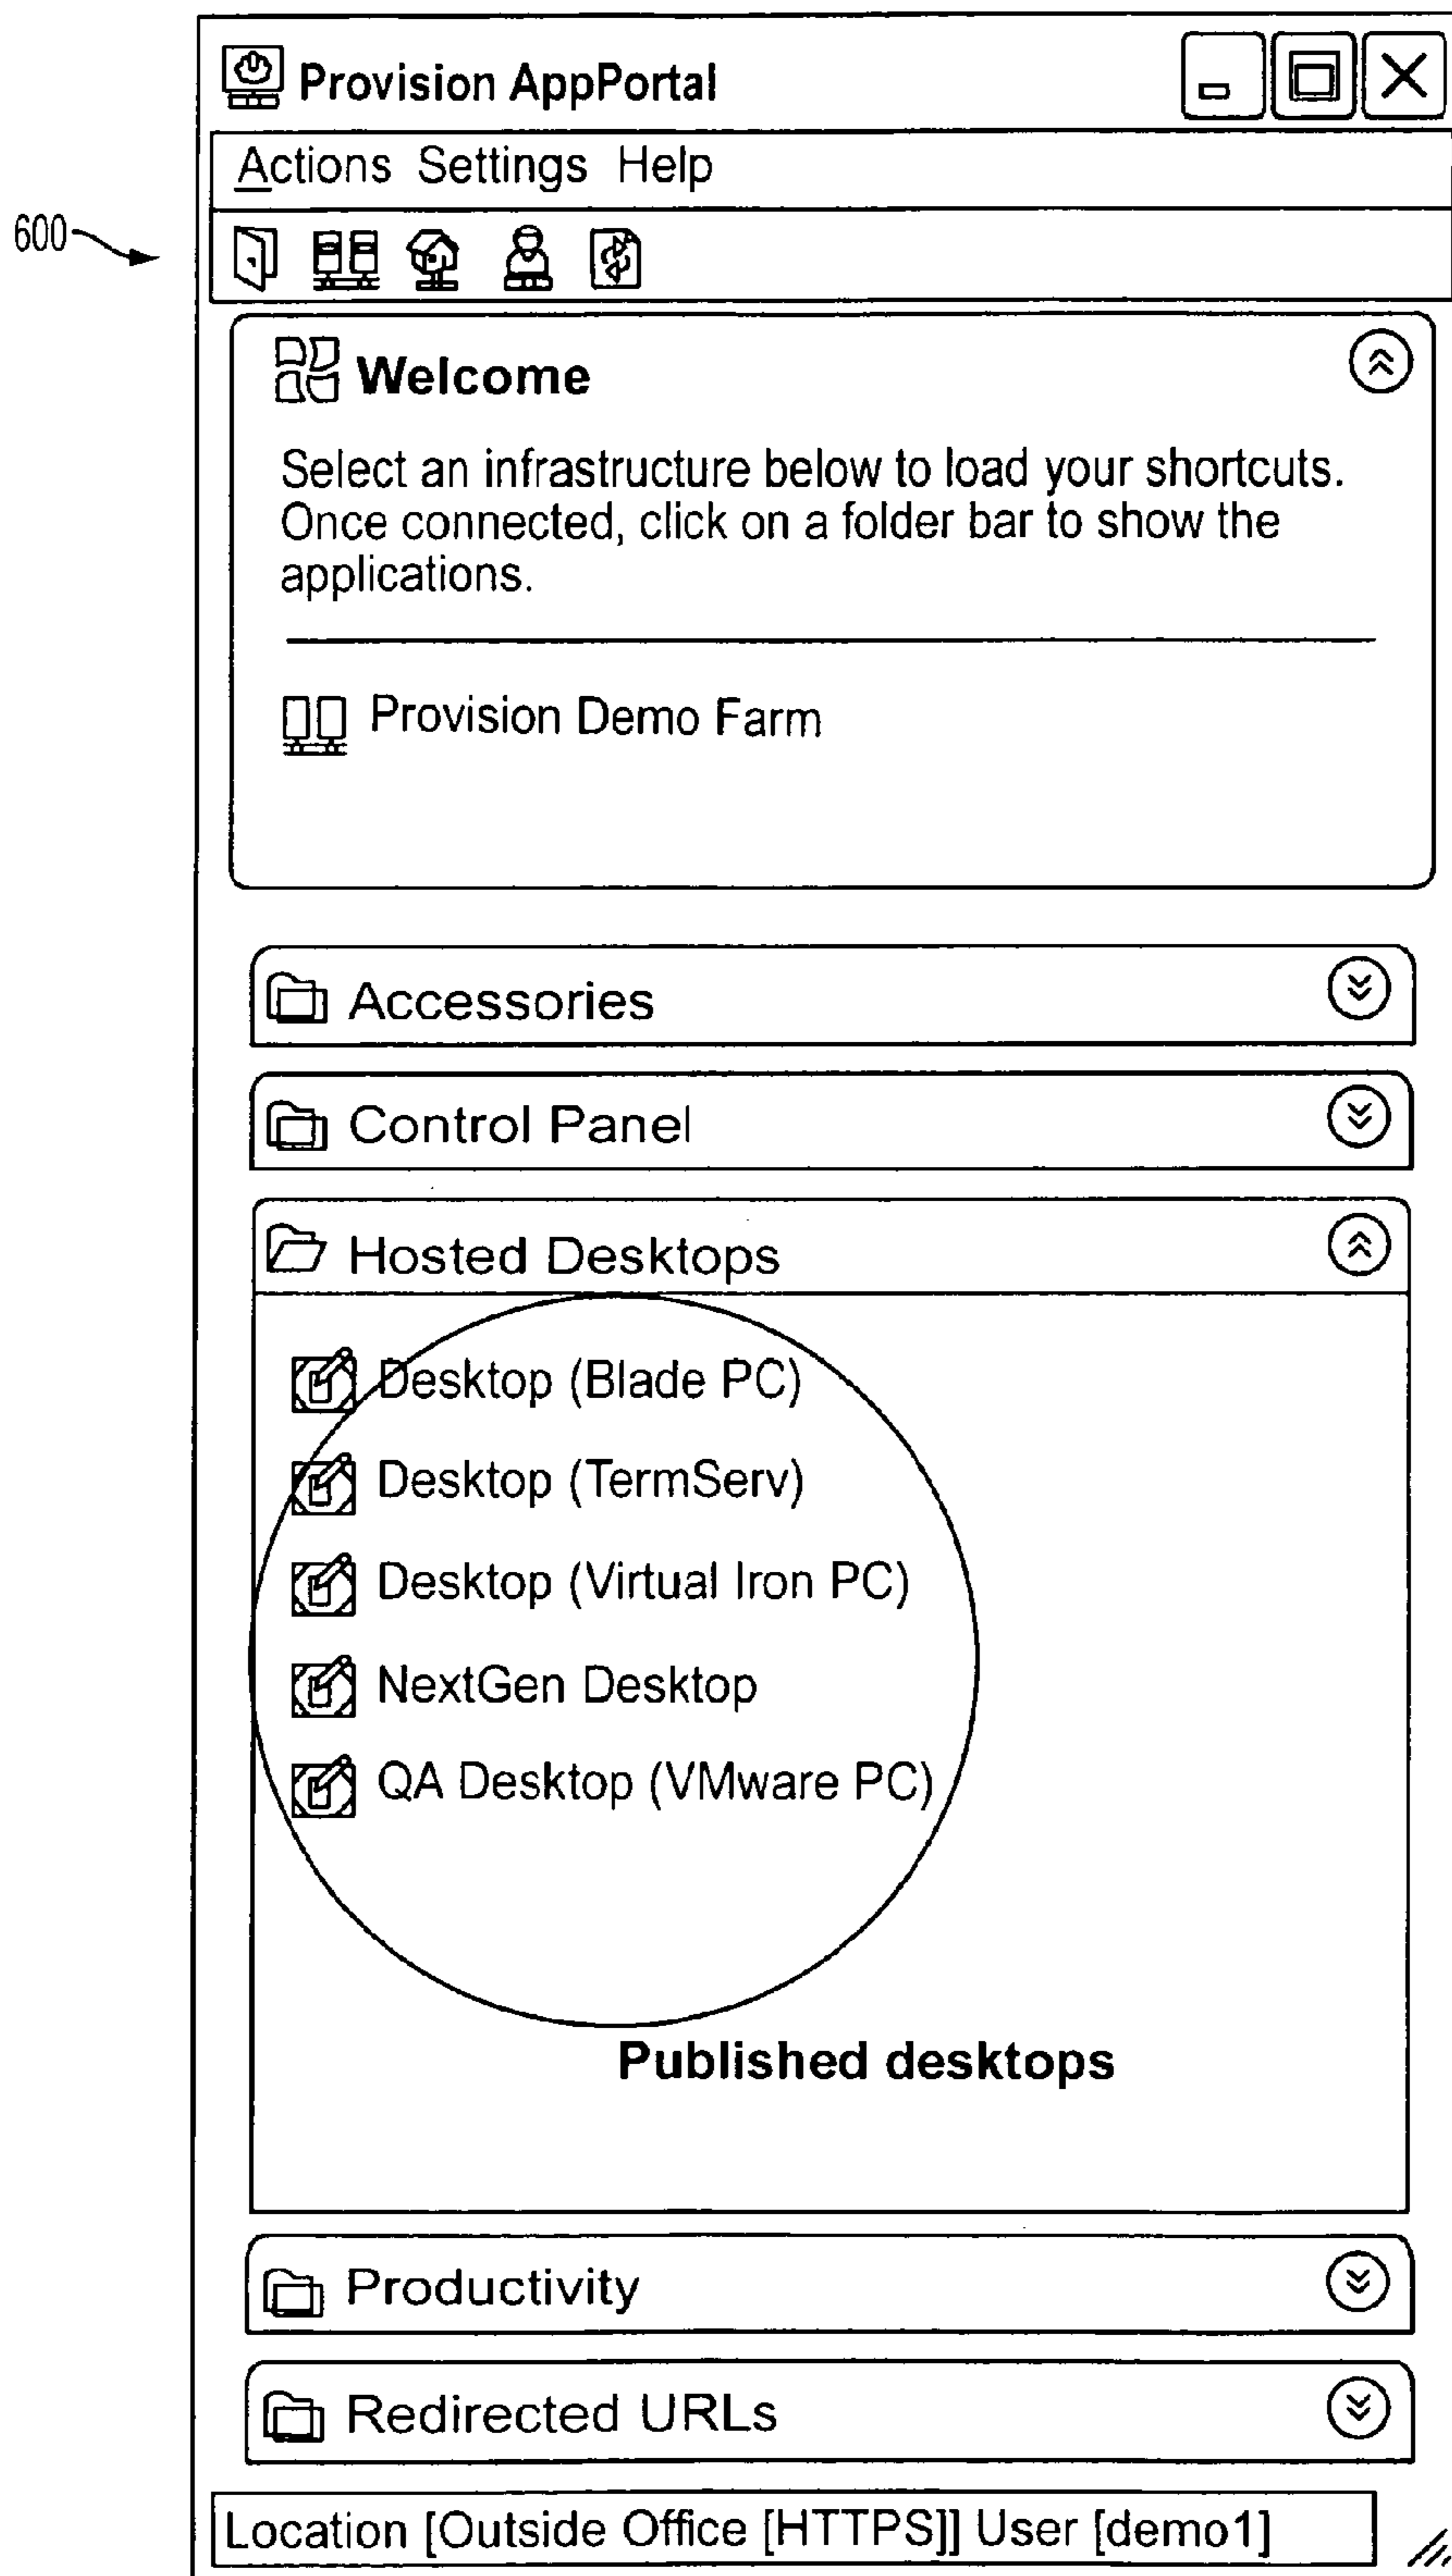 Provision AppPortal
Actions Settings Help
600
Welcome
Select an infrastructure below to load your shortcuts.
Once connected, click on a folder bar to show the
applications.
Provision Demo Farm
Accessories
Control Panel
Hosted Desktops
Desktop (Blade PC)
Desktop (TermServ)
Desktop (Virtual Iron PC)
NextGen Desktop
QA Desktop (VMware PC)
Published desktops
Productivity
Redirected URLs
Location [Outside Office [HTTPS]] User [demo1]